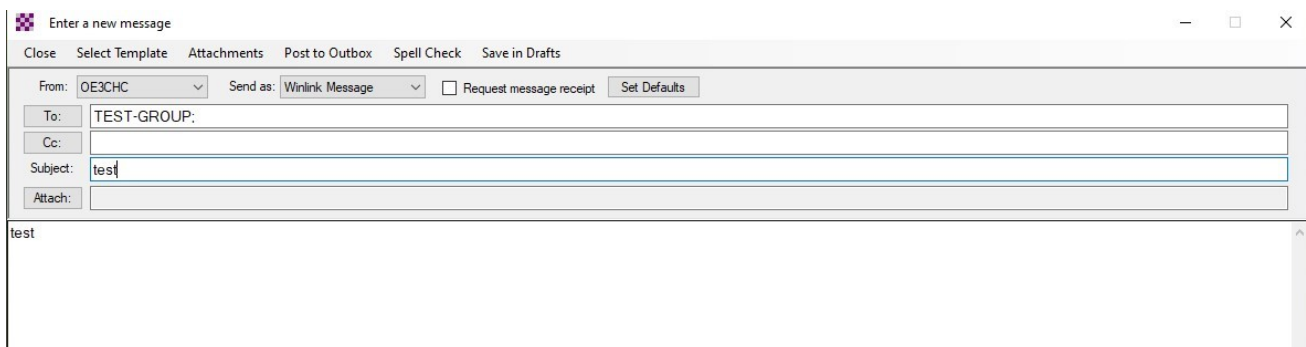 Enter a new message
Close Select Template Attachments Post to Outbox Spell Check Save in Drafts
From: OE3CHC Send as: Winlink Message Request message receipt Set Defaults
To: TEST-GROUP;
Cc:
Subject: test
Attach:
test